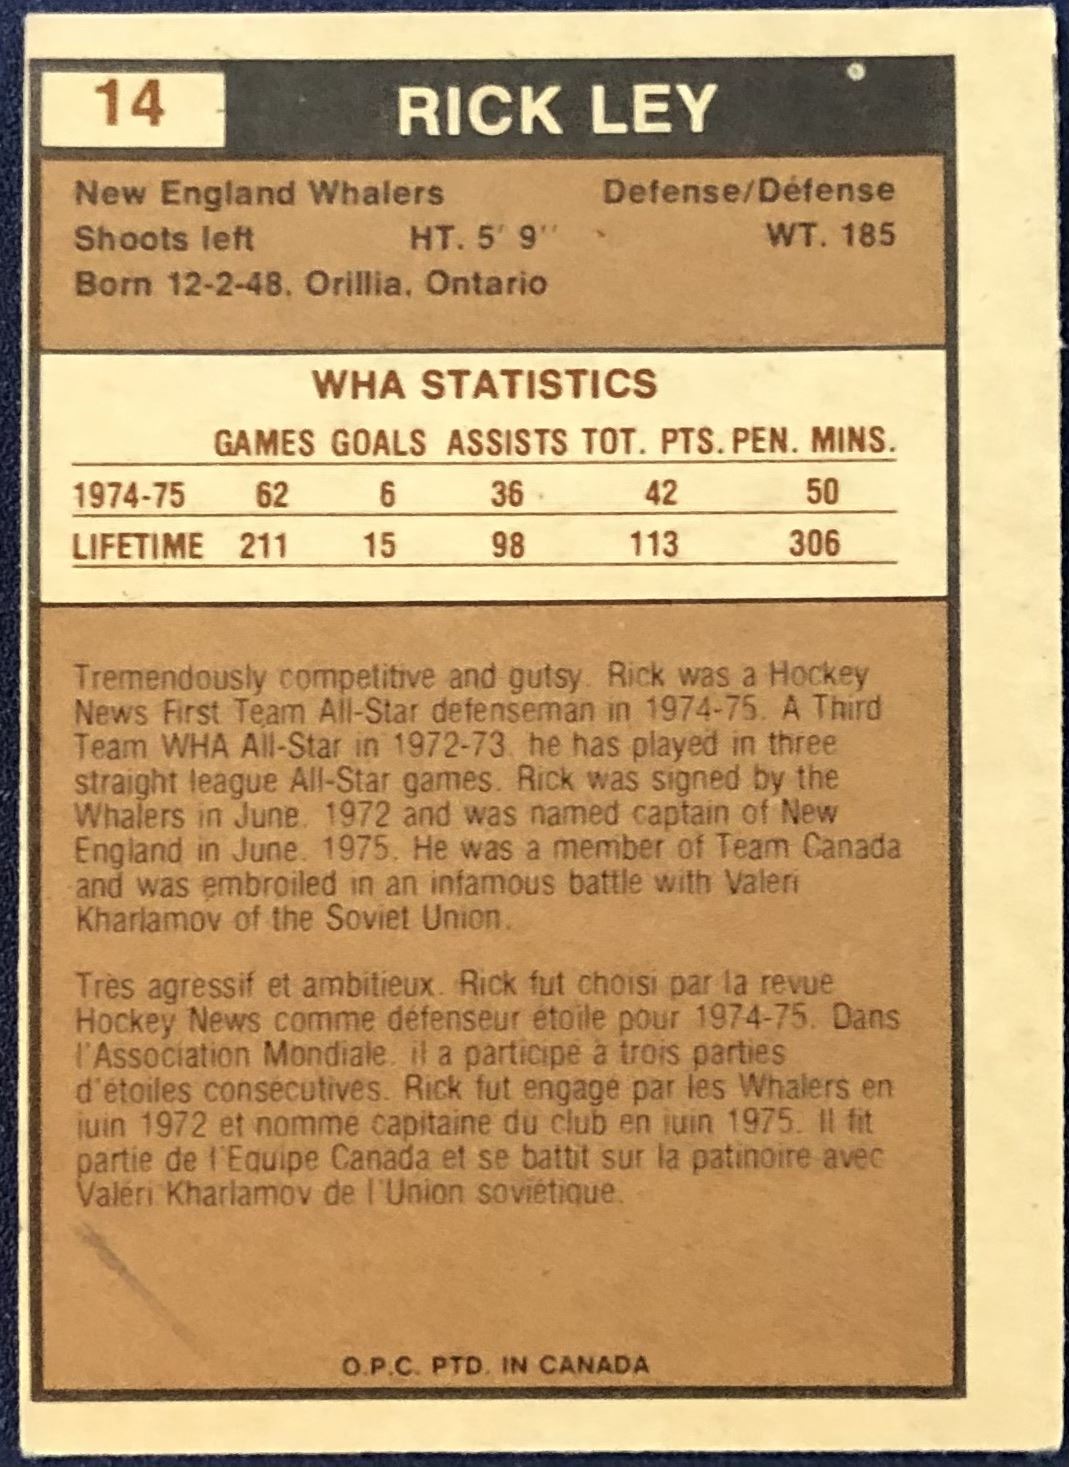 14
RICK LEY
New England Whalers Defense/Défense
Shoots left HT. 5' 9" WT. 185
Born 12-2-48, Orillia, Ontario
WHA STATISTICS
GAMES GOALS ASSISTS TOT. PTS. PEN. MINS.
1974-75 62 6 36 42 50
LIFETIME 211 15 98 113 306
Tremendously competitive and gutsy. Rick was a Hockey
News First Team All-Star defenseman in 1974-75. A Third
Team WHA All-Star in 1972-73, he has played in three
straight league All-Star games. Rick was signed by the
Whalers in June, 1972 and was named captain of New
England in June, 1975. He was a member of Team Canada
and was embroiled in an infamous battle with Valeri
Kharlamov of the Soviet Union.
Très agressif et ambitieux. Rick fut choisi par la revue
Hockey News comme défenseur étoile pour 1974-75. Dans
l'Association Mondiale, il a participé à trois parties
d'étoiles consécutives. Rick fut engagé par les Whalers en
juin 1972 et nommé capitaine du club en juin 1975. Il fit
partie de l'Equipe Canada et se battit sur la patinoire avec
Valéri Kharlamov de l'Union soviétique.
O.P.C. PTD. IN CANADA